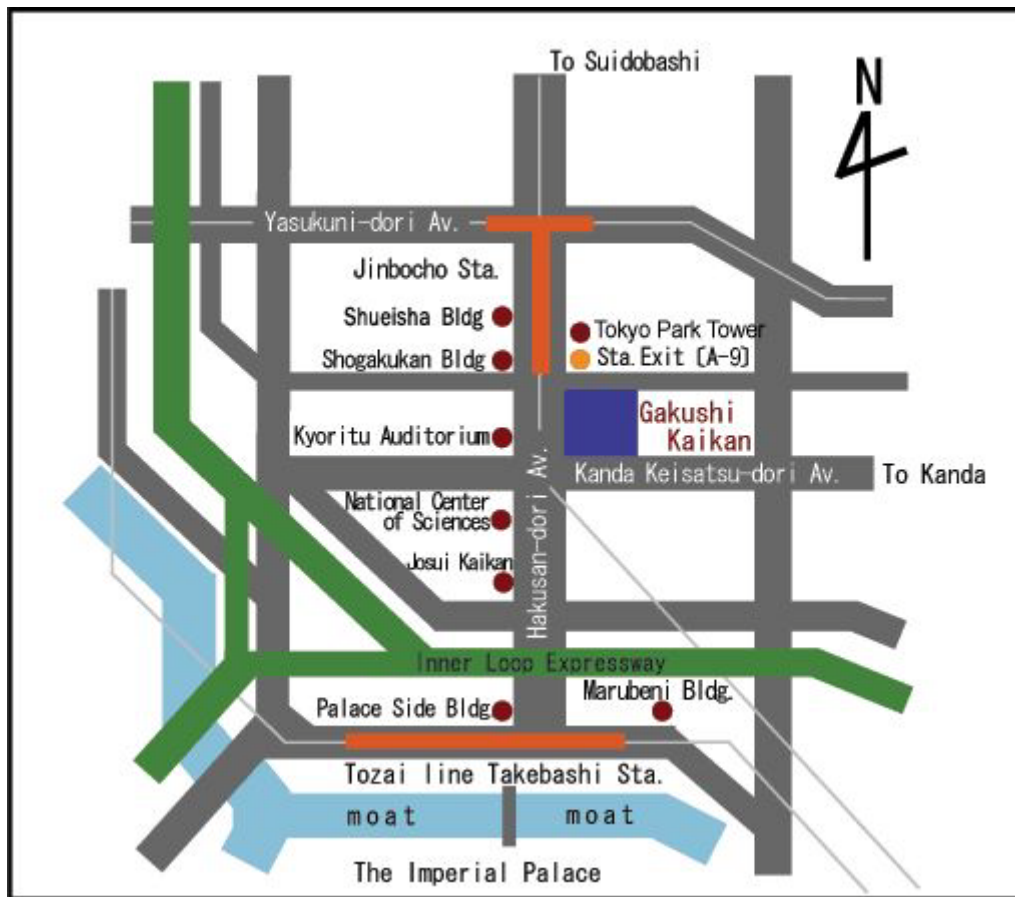 To Suidobashi
N
Yasukuni-dori Av.
Jinbocho Sta.
Shueisha Bldg
Tokyo Park Tower
Shogakukan Bldg
Sta. Exit (A-9)
Gakushi
Kaikan
Kyoritu Auditorium
Kanda Keisatsu-dori Av.
To Kanda
National Center
of Sciences
Josui Kaikan
Hakusan-dori Av.
Inner Loop Expressway
Marubeni Bldg.
Palace Side Bldg
Tozai line Takebashi Sta.
moat
moat
The Imperial Palace